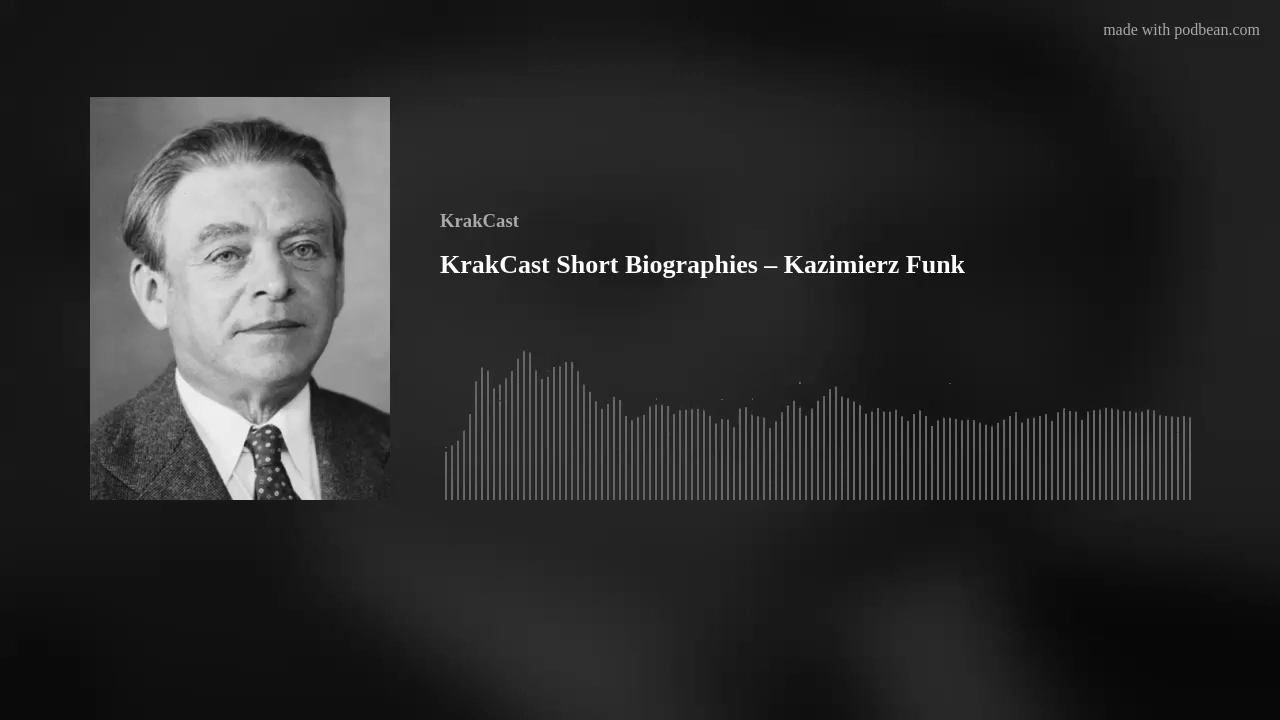 made with podbean.com
KrakCast
KrakCast Short Biographies – Kazimierz Funk